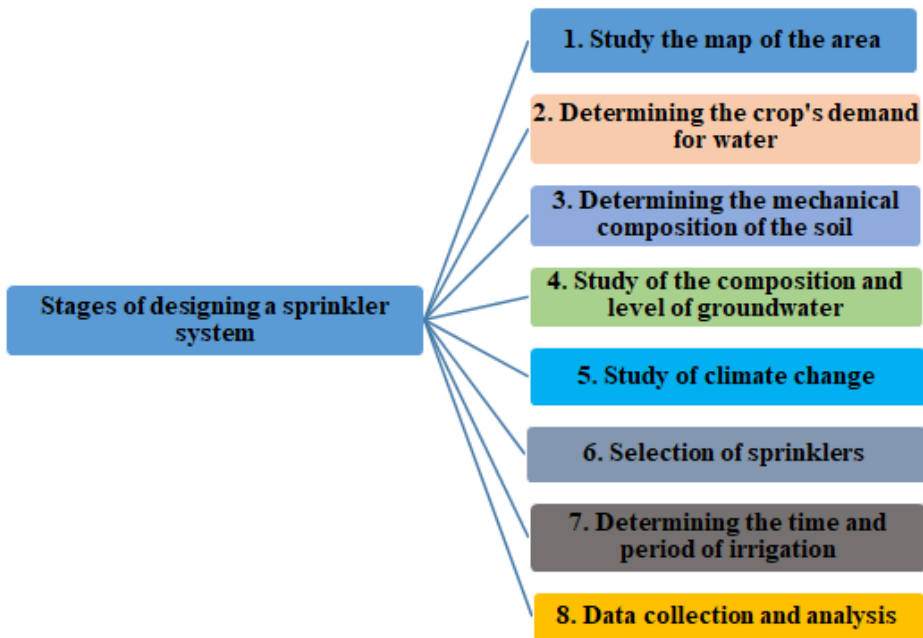 Stages of designing a sprinkler
system
1. Study the map of the area
2. Determining the crop's demand
for water
3. Determining the mechanical
composition of the soil
4. Study of the composition and
level of groundwater
5. Study of climate change
6. Selection of sprinklers
7. Determining the time and
period of irrigation
8. Data collection and analysis